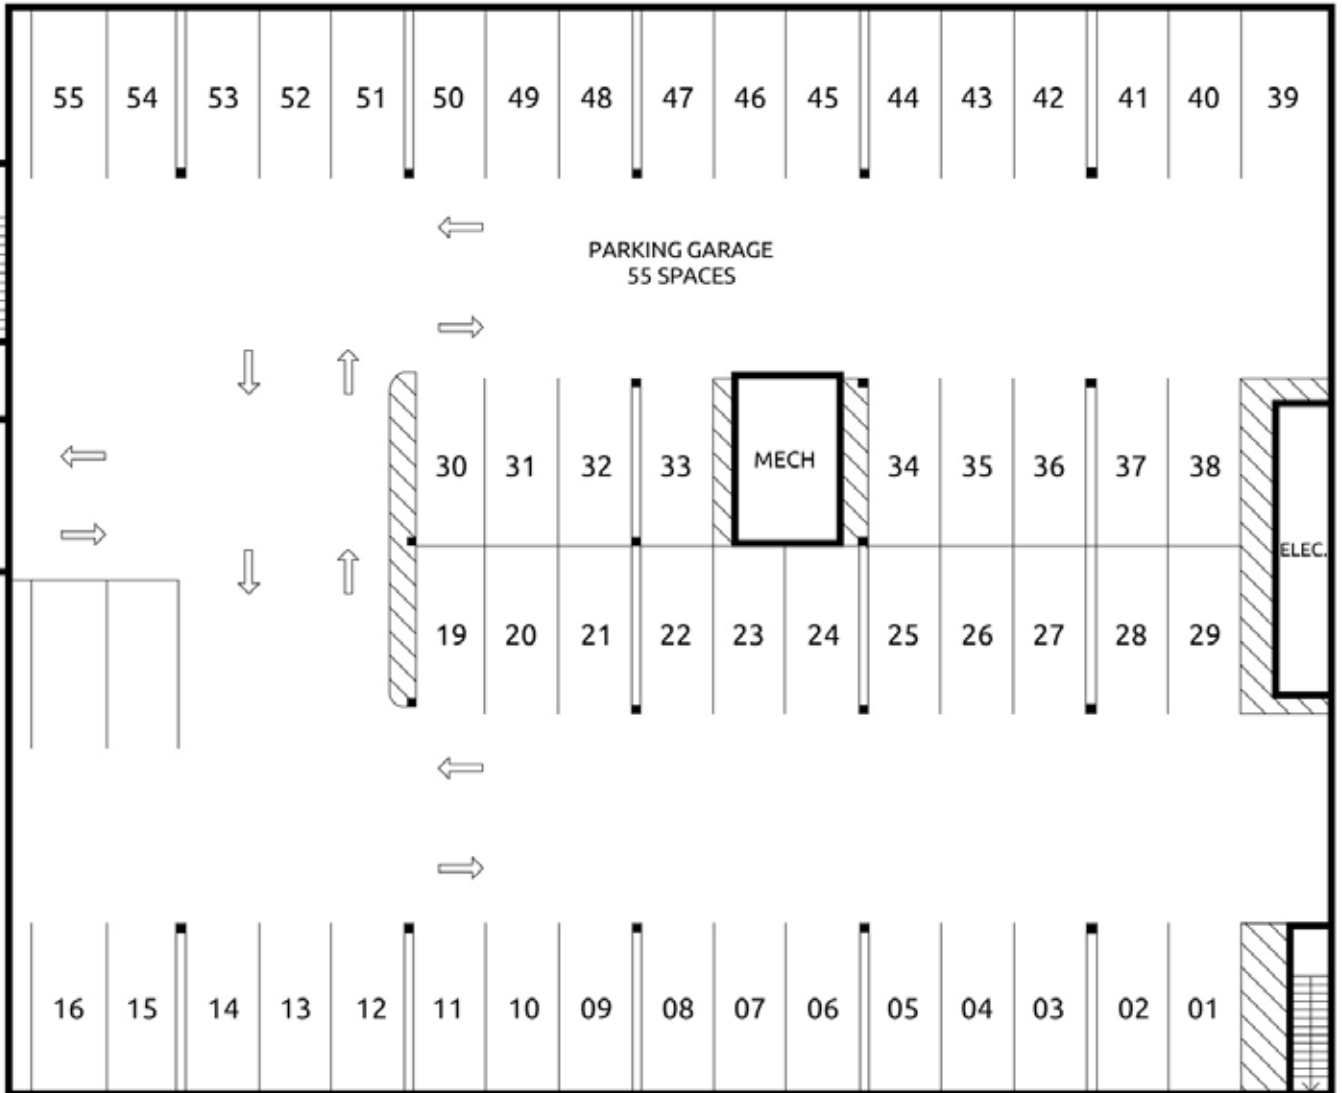 55 54 53 52 51 50 49 48 47 46 45 44 43 42 41 40 39
PARKING GARAGE
55 SPACES
30 31 32 33 MECH 34 35 36 37 38
ELEC.
19 20 21 22 23 24 25 26 27 28 29
16 15 14 13 12 11 10 09 08 07 06 05 04 03 02 01